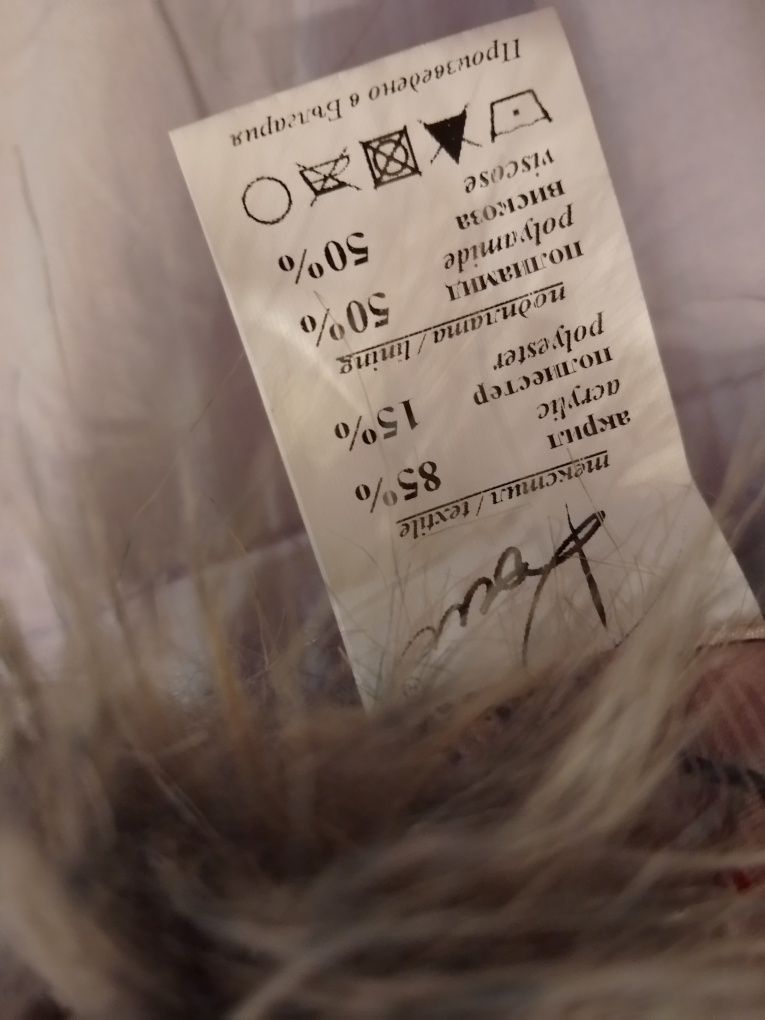 текстил / textile
акрил 85%
acrylic
полиестер 15%
polyester
подплата / lining
полиамид 50%
polyamide
вискоза 50%
viscose
Произведено в България